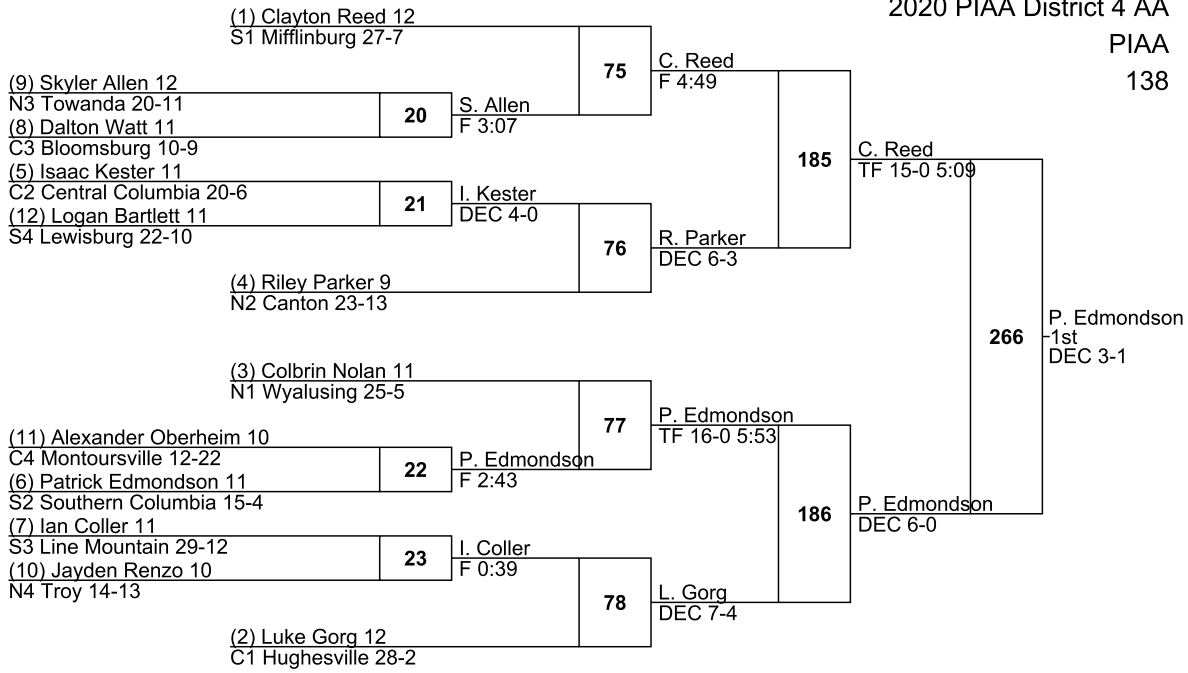 2020 PIAA District 4 AA
PIAA
138
(1) Clayton Reed 12
S1 Mifflinburg 27-7
(9) Skyler Allen 12
N3 Towanda 20-11
(8) Dalton Watt 11
C3 Bloomsburg 10-9
(5) Isaac Kester 11
C2 Central Columbia 20-6
(12) Logan Bartlett 11
S4 Lewisburg 22-10
(4) Riley Parker 9
N2 Canton 23-13
(3) Colbrin Nolan 11
N1 Wyalusing 25-5
(11) Alexander Oberheim 10
C4 Montoursville 12-22
(6) Patrick Edmondson 11
S2 Southern Columbia 15-4
(7) Ian Coller 11
S3 Line Mountain 29-12
(10) Jayden Renzo 10
N4 Troy 14-13
(2) Luke Gorg 12
C1 Hughesville 28-2
20
S. Allen
F 3:07
21
I. Kester
DEC 4-0
22
P. Edmondson
F 2:43
23
I. Coller
F 0:39
75
C. Reed
F 4:49
76
R. Parker
DEC 6-3
77
P. Edmondson
TF 16-0 5:53
78
L. Gorg
DEC 7-4
185
C. Reed
TF 15-0 5:09
186
P. Edmondson
DEC 6-0
266
P. Edmondson
1st
DEC 3-1